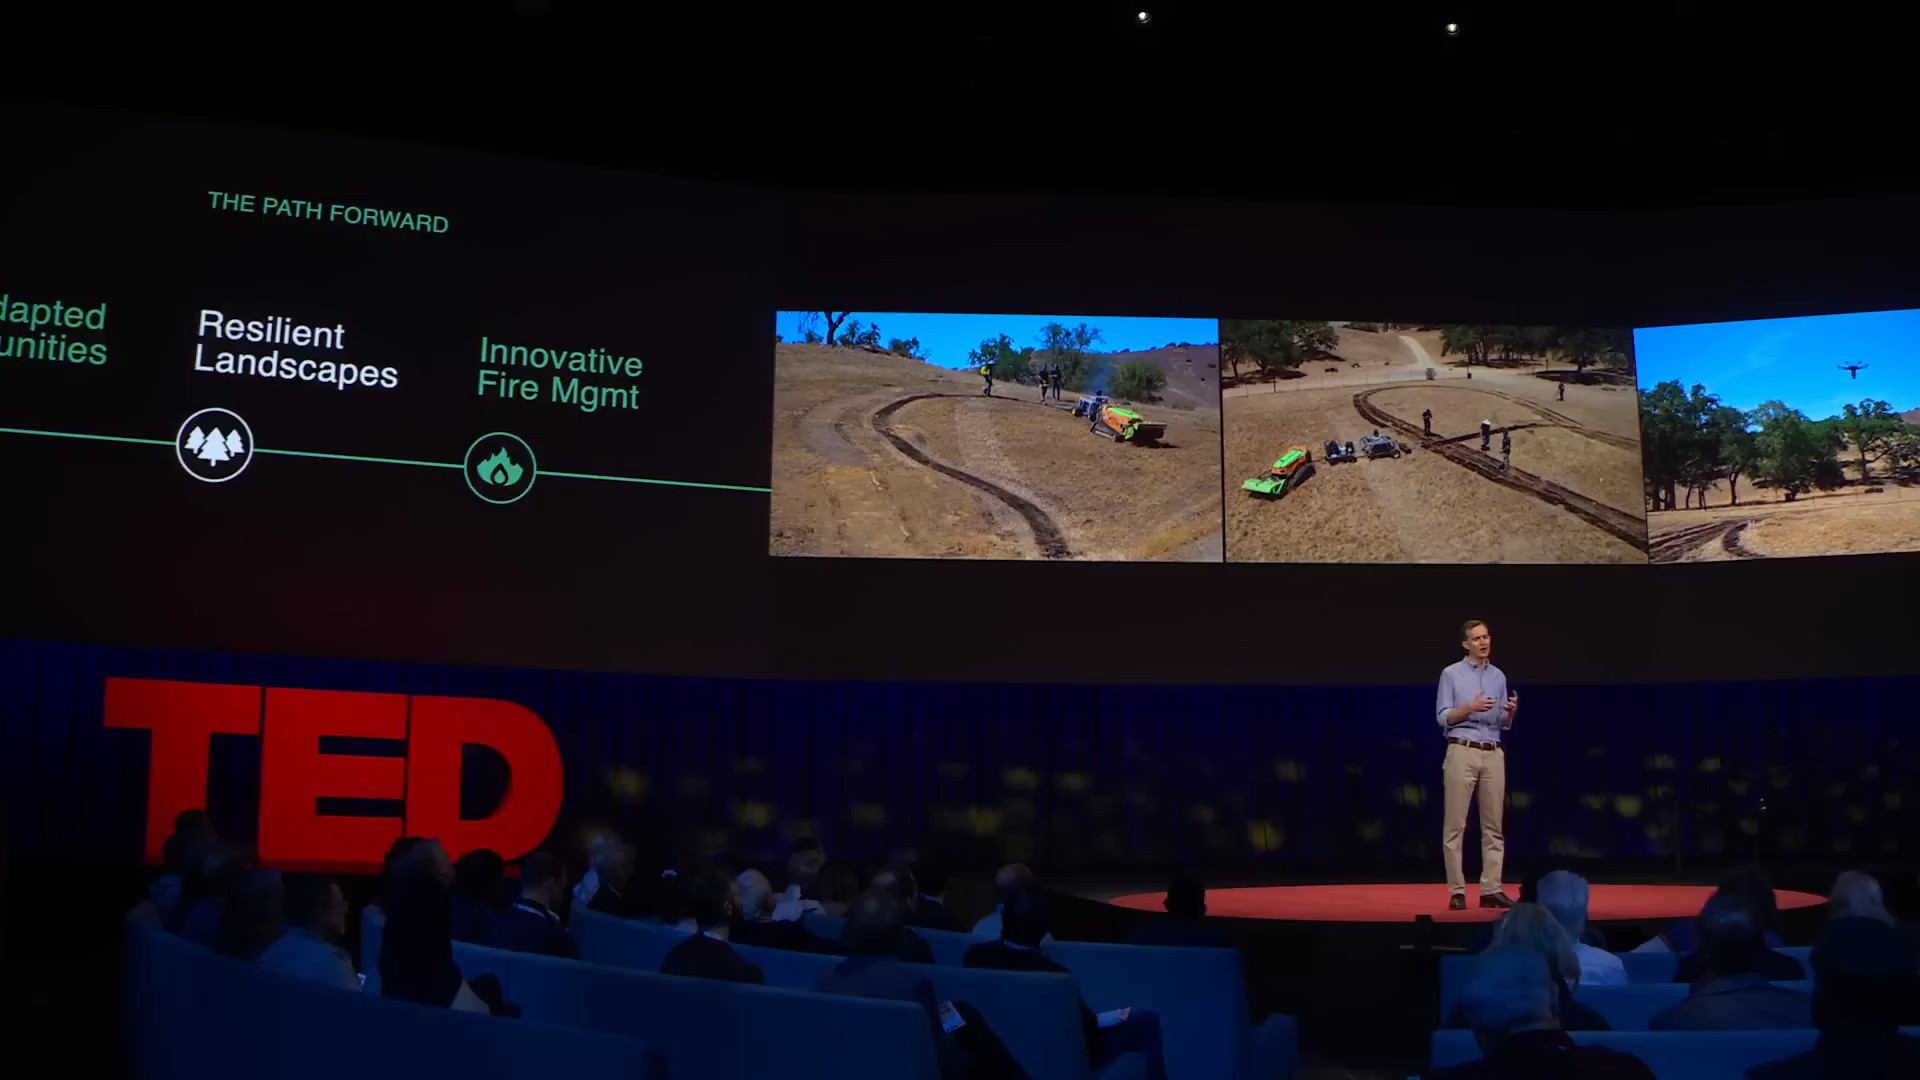 THE PATH FORWARD
dapted
unities
Resilient
Landscapes
Innovative
Fire Mgmt
TED